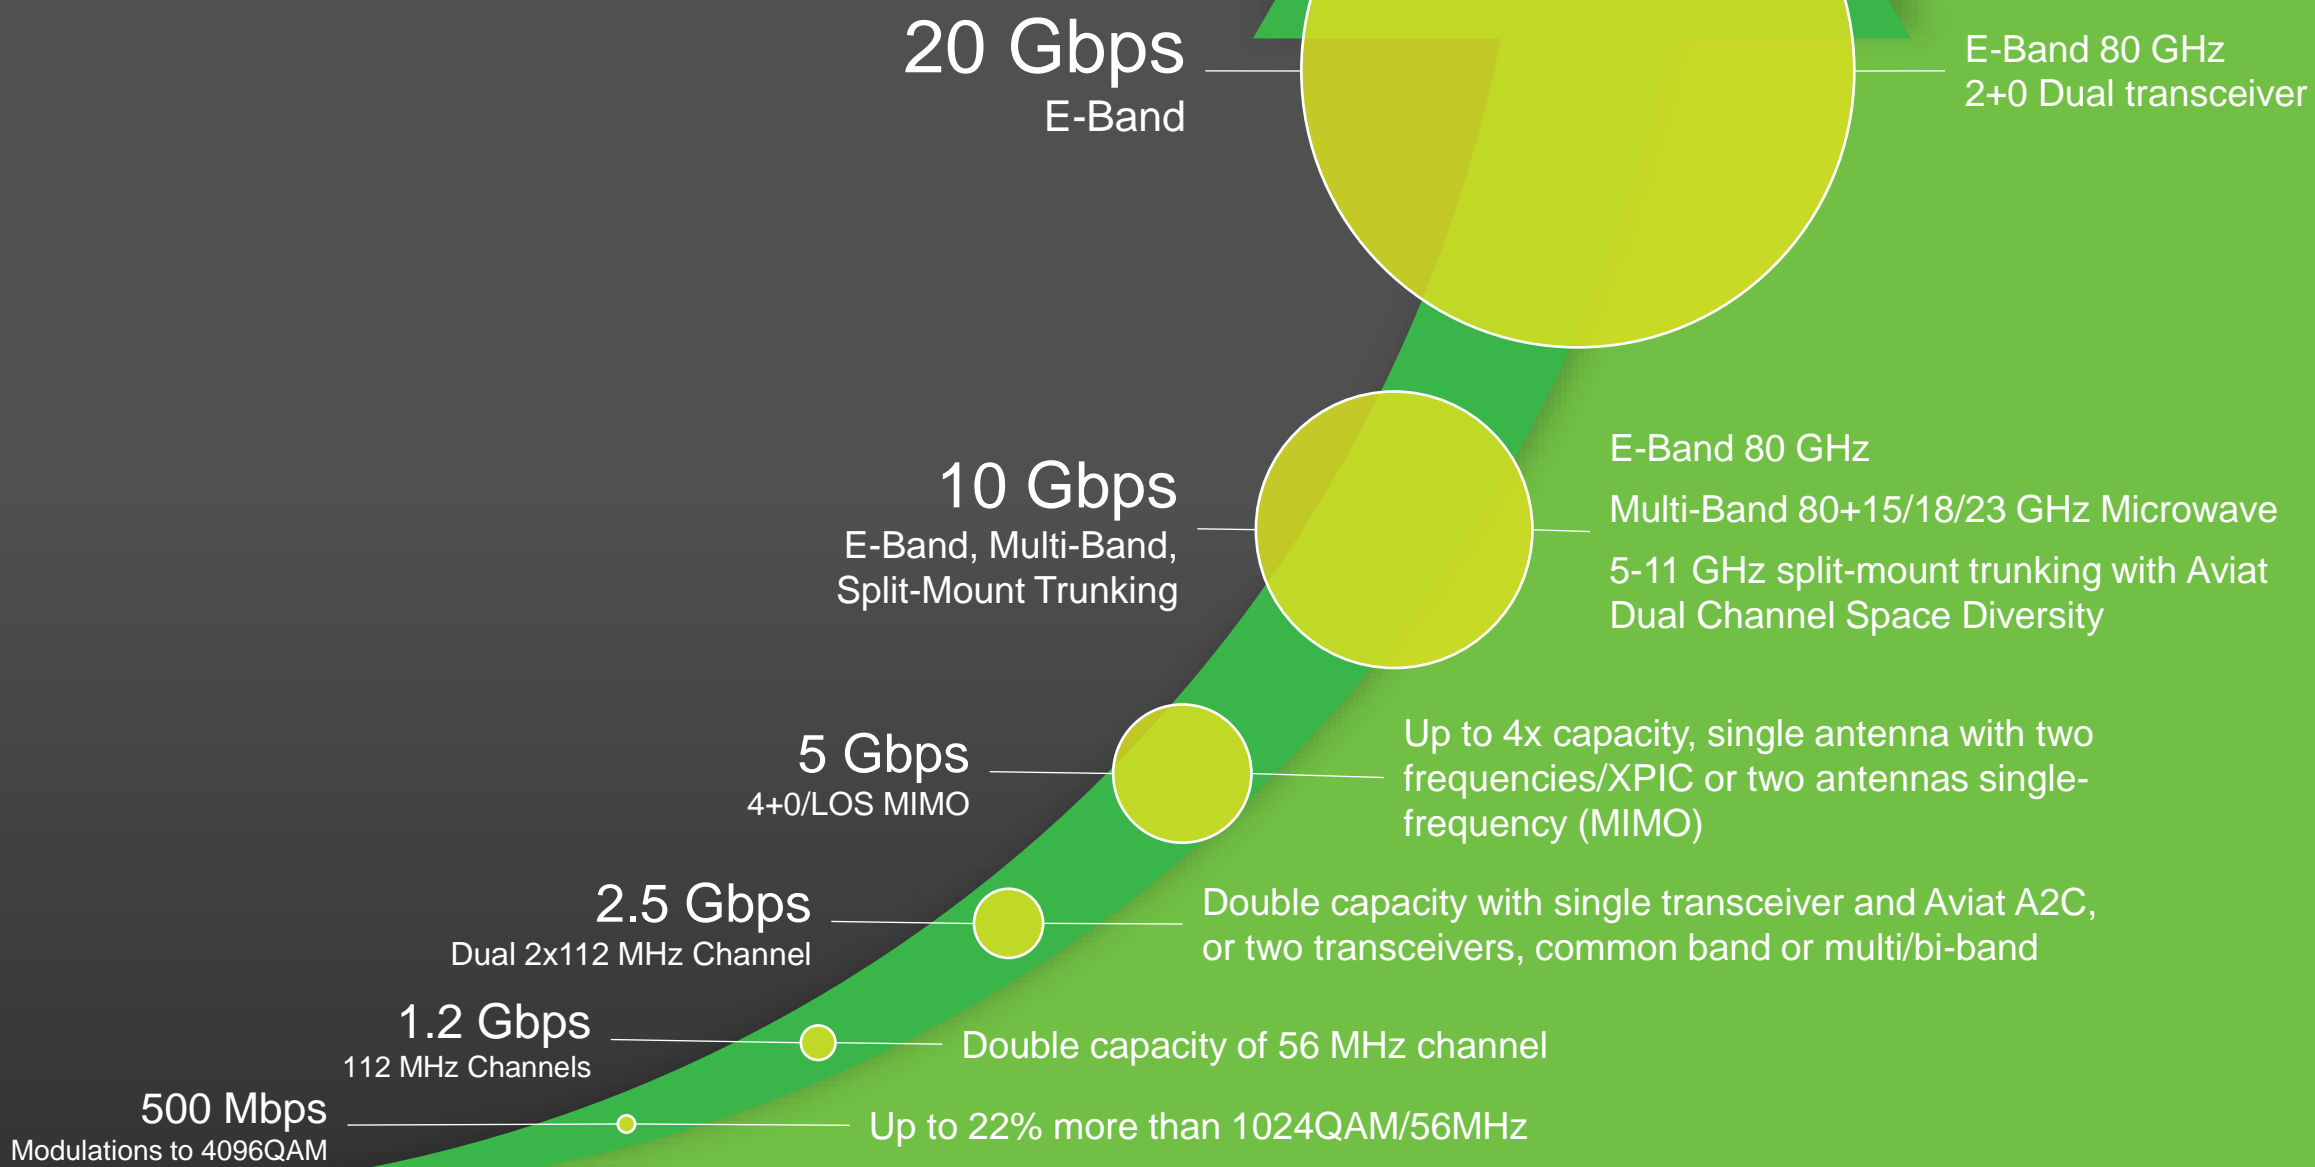 20 Gbps
E-Band
E-Band 80 GHz
2+0 Dual transceiver
10 Gbps
E-Band, Multi-Band,
Split-Mount Trunking
E-Band 80 GHz
Multi-Band 80+15/18/23 GHz Microwave
5-11 GHz split-mount trunking with Aviat
Dual Channel Space Diversity
5 Gbps
4+0/LOS MIMO
Up to 4x capacity, single antenna with two
frequencies/XPIC or two antennas single-
frequency (MIMO)
2.5 Gbps
Dual 2x112 MHz Channel
Double capacity with single transceiver and Aviat A2C,
or two transceivers, common band or multi/bi-band
1.2 Gbps
112 MHz Channels
Double capacity of 56 MHz channel
500 Mbps
Modulations to 4096QAM
Up to 22% more than 1024QAM/56MHz